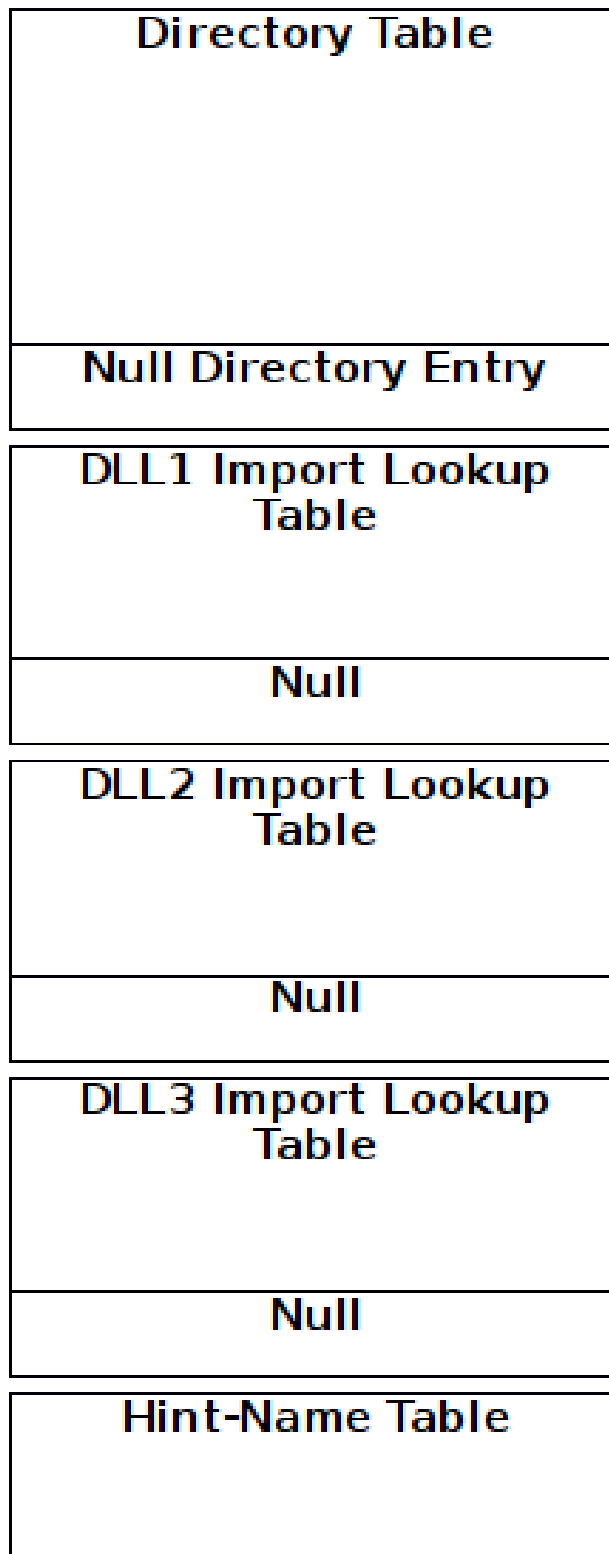 Directory Table
Null Directory Entry
DLL1 Import Lookup
Table
Null
DLL2 Import Lookup
Table
Null
DLL3 Import Lookup
Table
Null
Hint-Name Table